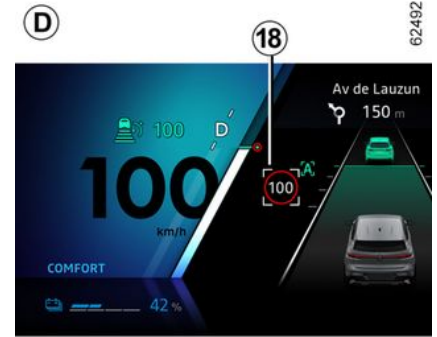 D
18
62492
Av de Lauzun
150 m
100
D
100
km/h
100
A
COMFORT
42 %